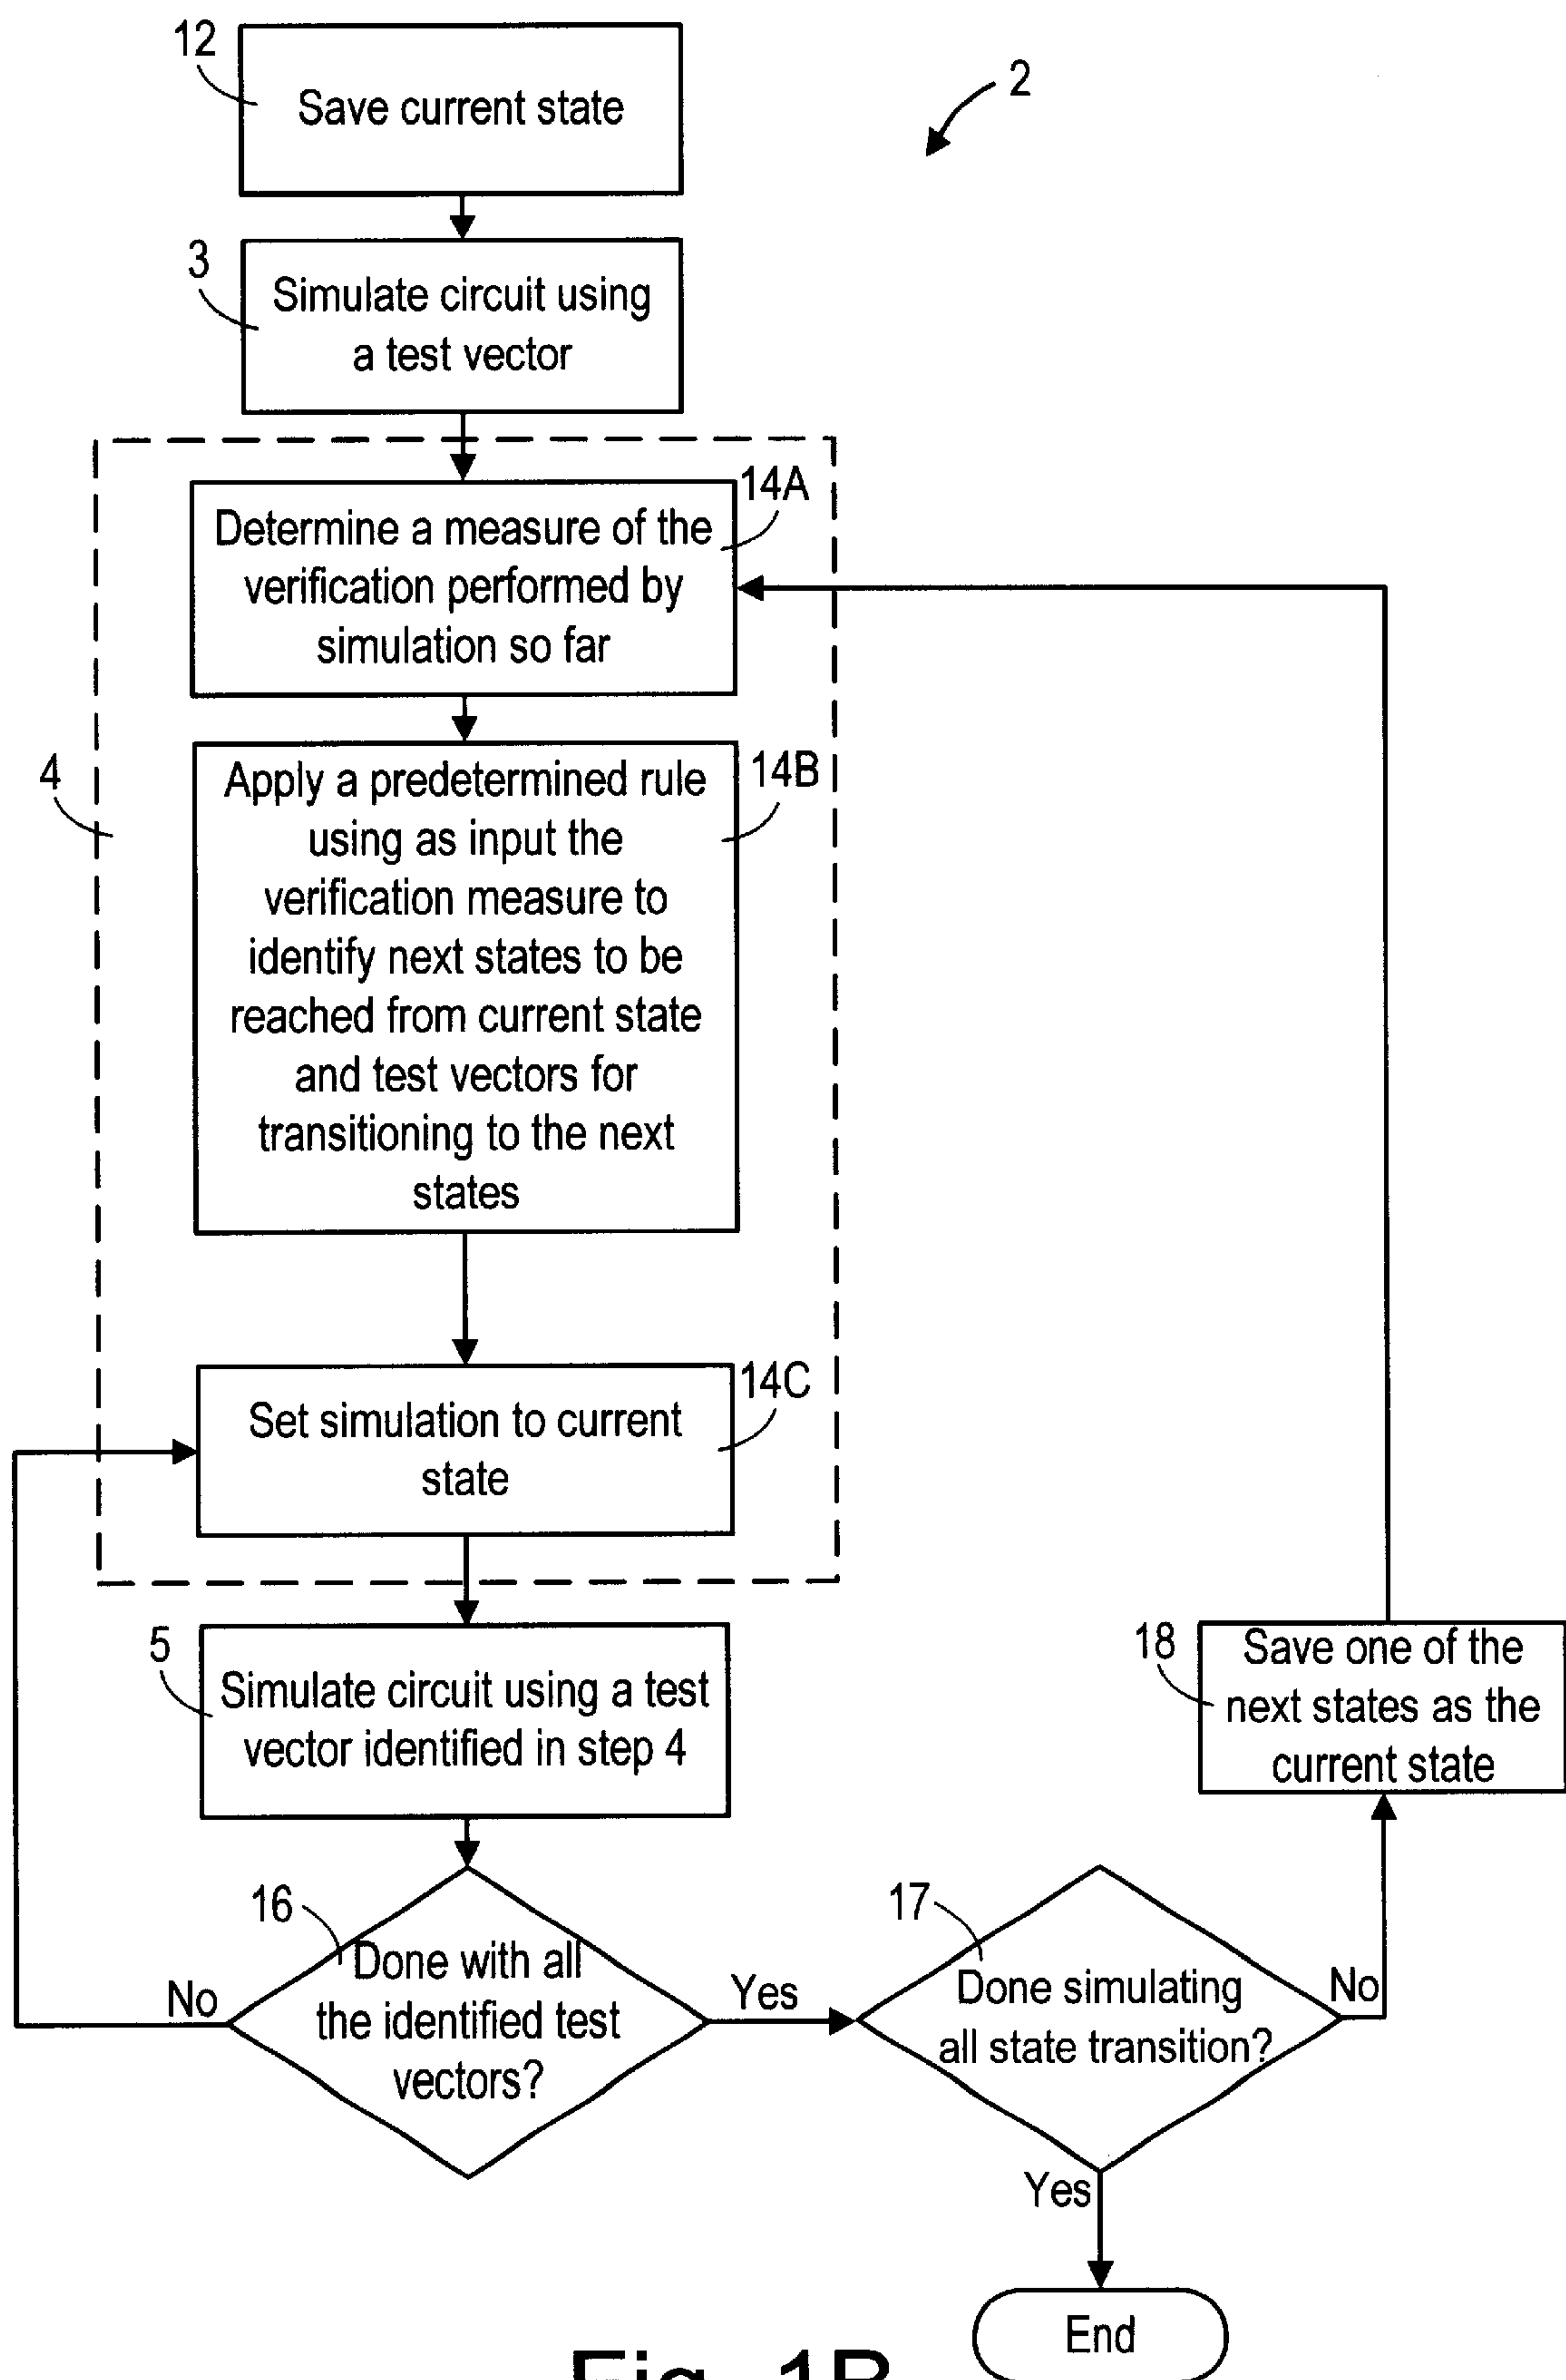 12
Save current state
2
3
Simulate circuit using
a test vector
14A
Determine a measure of the
verification performed by
simulation so far
4
14B
Apply a predetermined rule
using as input the
verification measure to
identify next states to be
reached from current state
and test vectors for
transitioning to the next
states
14C
Set simulation to current
state
5
Simulate circuit using a test
vector identified in step 4
18
Save one of the
next states as the
current state
16
Done with all
the identified test
vectors?
No
Yes
17
Done simulating
all state transition?
No
Yes
End
Fig. 1B